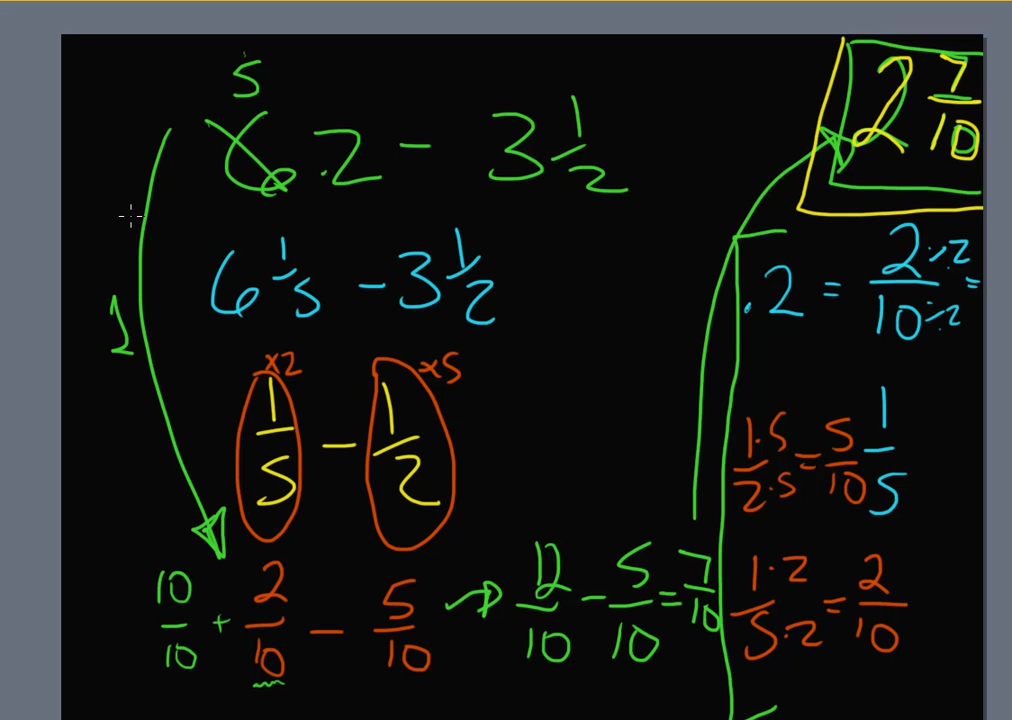 5
6.2 - 3 1/2
2 7/10
6 1/5 - 3 1/2
.2 = 2÷2/10÷2 =
1/5
x2 x5
1/5 - 1/2
1
1·5/2·5 = 5/10
10/10 + 2/10 - 5/10 → 12/10 - 5/10 = 7/10
1·2/5·2 = 2/10